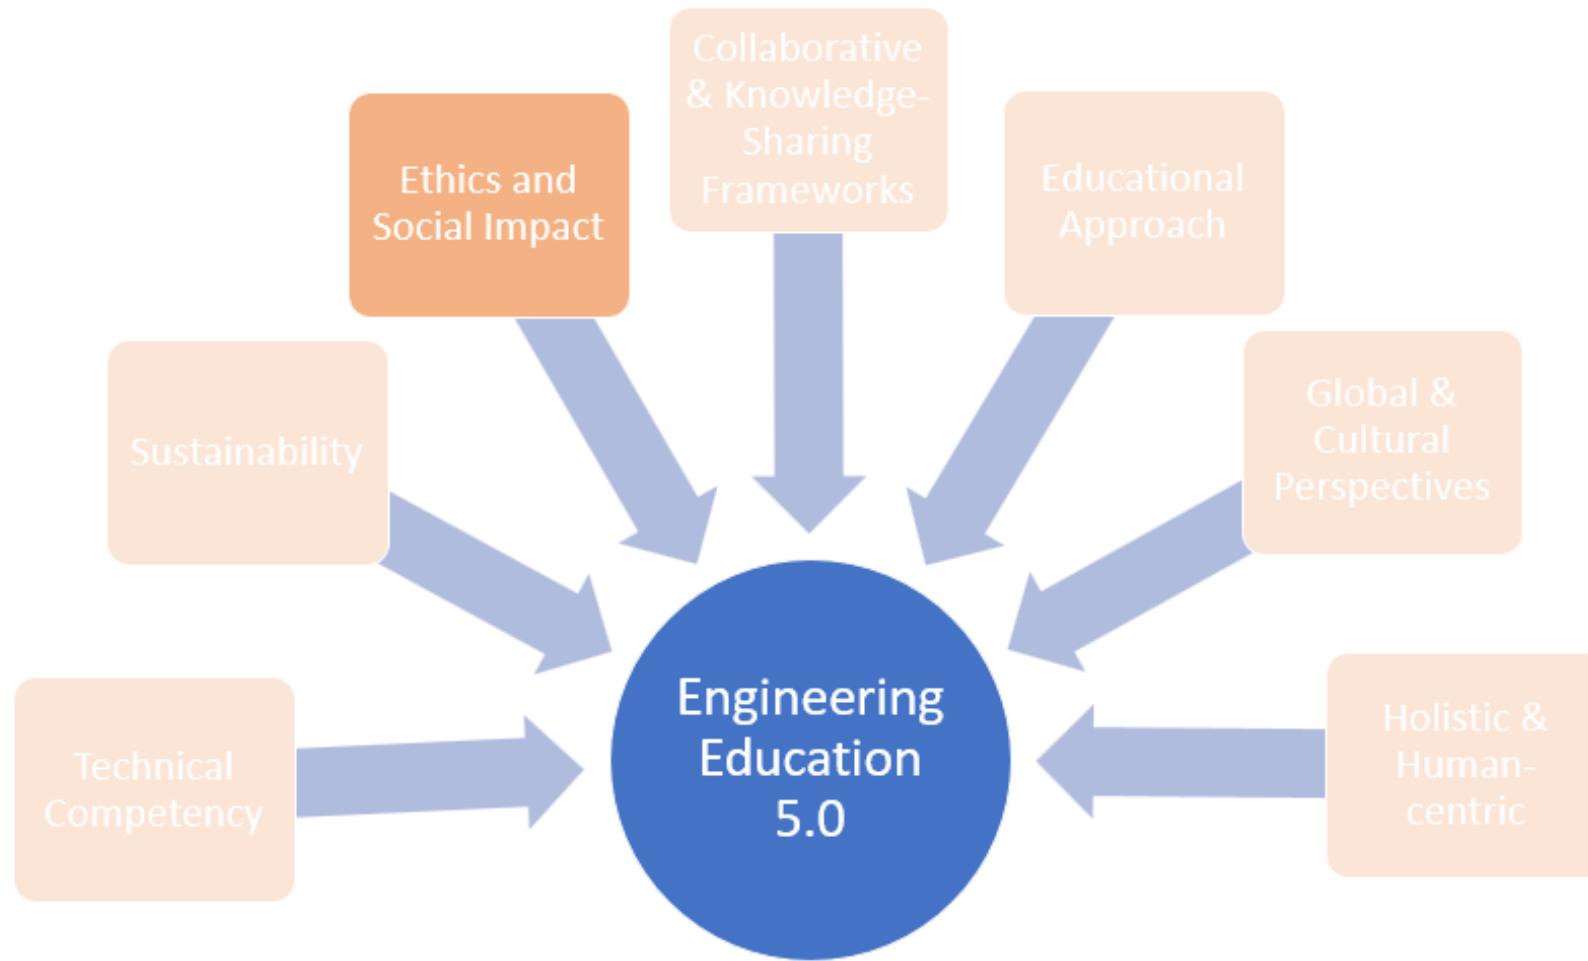 Collaborative
& Knowledge-
Sharing
Frameworks
Ethics and
Social Impact
Educational
Approach
Sustainability
Global &
Cultural
Perspectives
Technical
Competency
Engineering
Education
5.0
Holistic &
Human-
centric